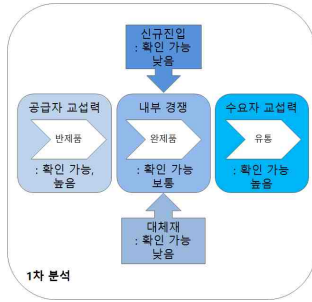 신규진입
: 확인 가능
낮음
공급자 교섭력
반제품
: 확인 가능,
높음
내부 경쟁
완제품
: 확인 가능
보통
수요자 교섭력
유통
: 확인 가능
높음
대체재
: 확인 가능
낮음
1차 분석